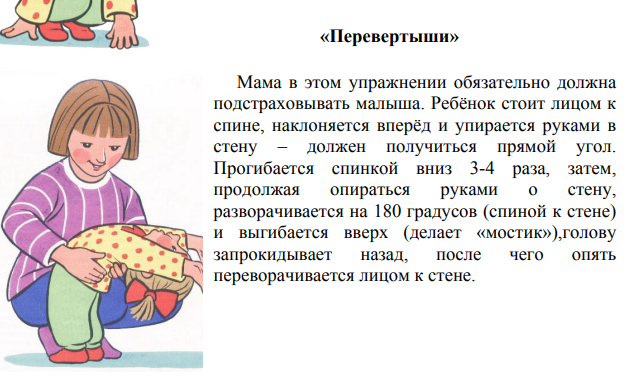 «Перевертыши»
Мама в этом упражнении обязательно должна
подстраховывать малыша. Ребёнок стоит лицом к
спине, наклоняется вперёд и упирается руками в
стену – должен получиться прямой угол.
Прогибается спинкой вниз 3-4 раза, затем,
продолжая опираться руками о стену,
разворачивается на 180 градусов (спиной к стене)
и выгибается вверх (делает «мостик»),голову
запрокидывает назад, после чего опять
переворачивается лицом к стене.